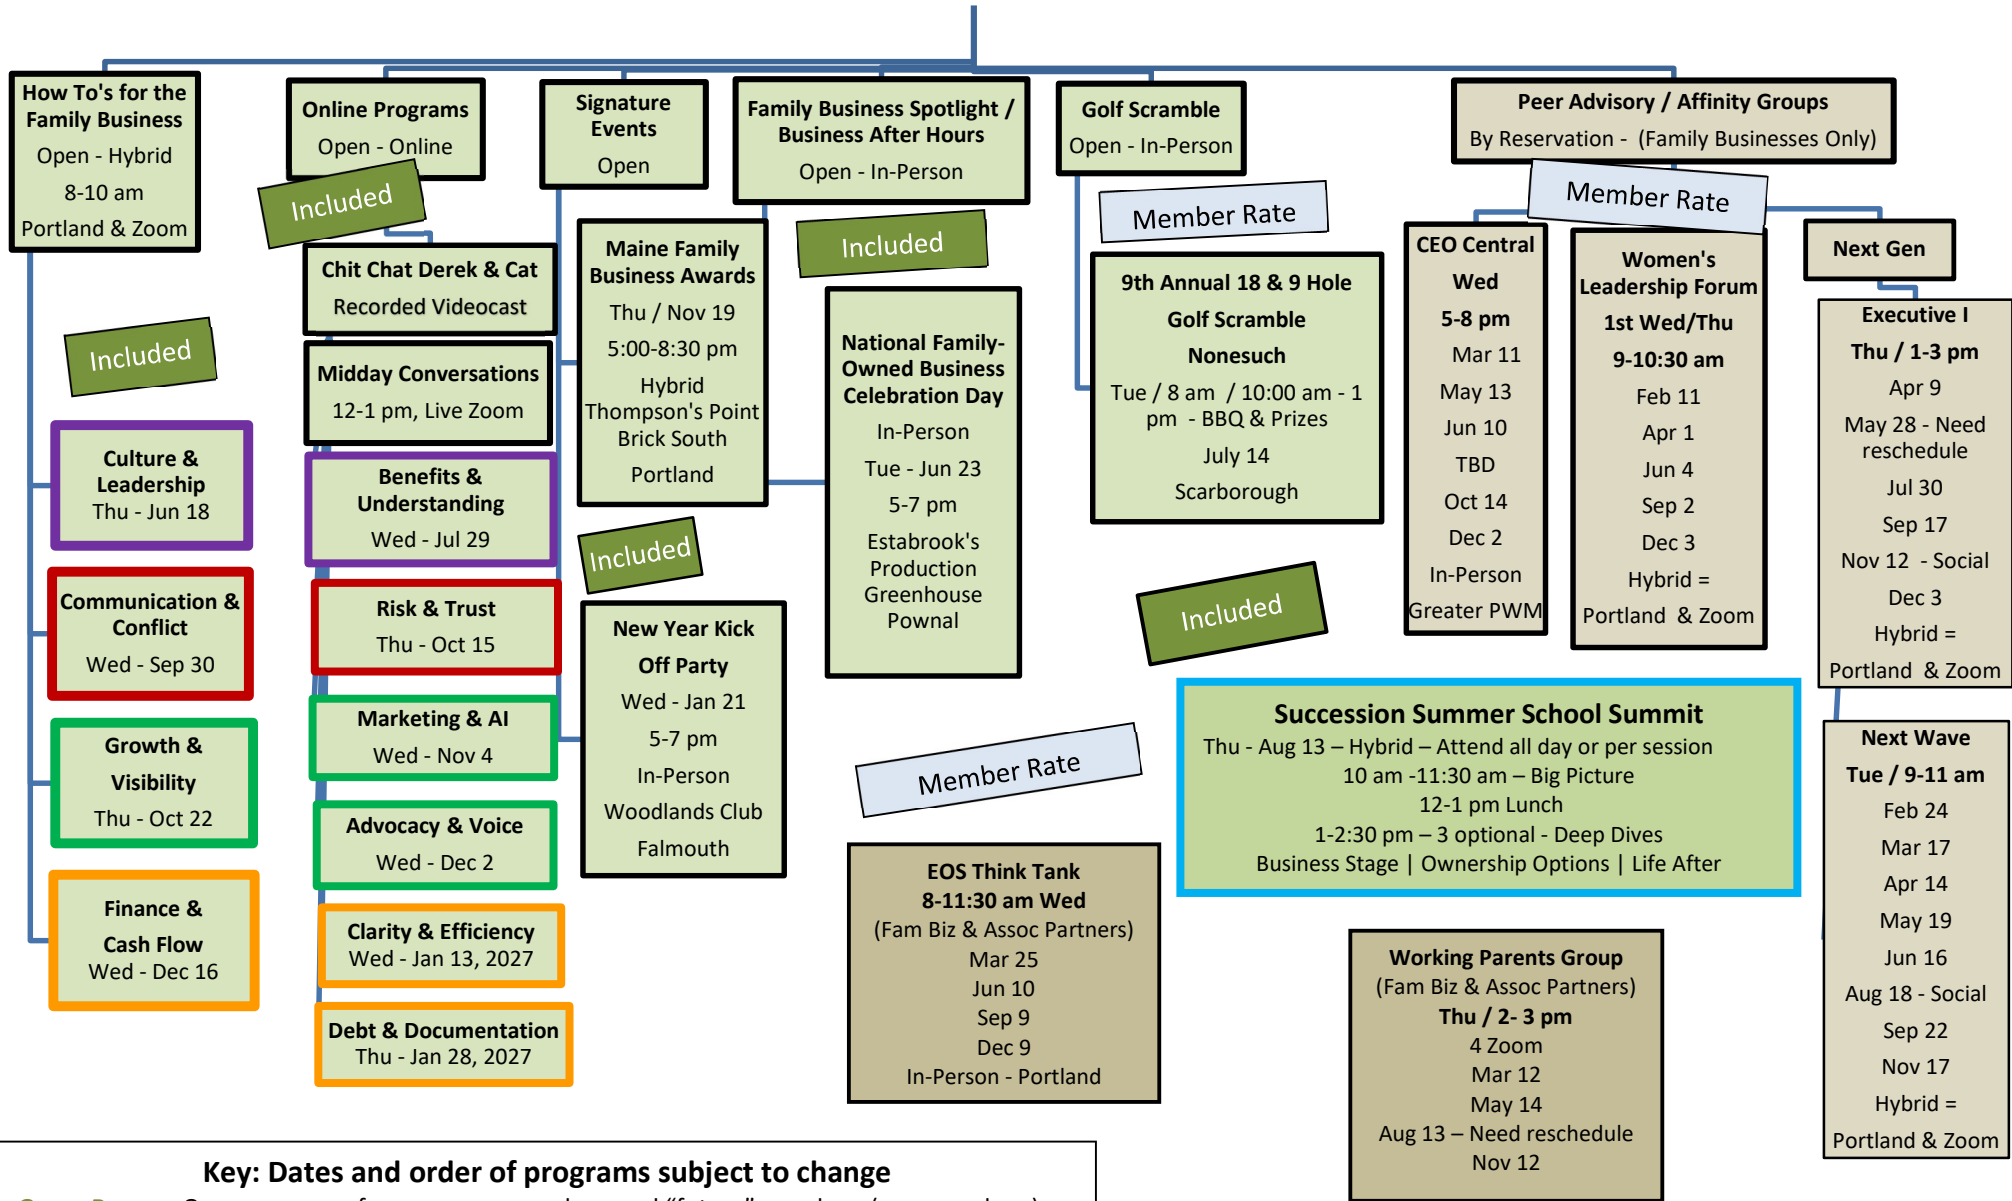 How To's for the
Family Business
Open - Hybrid
8-10 am
Portland & Zoom
Included
Culture &
Leadership
Thu - Jun 18
Communication &
Conflict
Wed - Sep 30
Growth &
Visibility
Thu - Oct 22
Finance &
Cash Flow
Wed - Dec 16
Online Programs
Open - Online
Included
Chit Chat Derek & Cat
Recorded Videocast
Midday Conversations
12-1 pm, Live Zoom
Benefits &
Understanding
Wed - Jul 29
Risk & Trust
Thu - Oct 15
Marketing & AI
Wed - Nov 4
Advocacy & Voice
Wed - Dec 2
Clarity & Efficiency
Wed - Jan 13, 2027
Debt & Documentation
Thu - Jan 28, 2027
Signature
Events
Open
Maine Family
Business Awards
Thu / Nov 19
5:00-8:30 pm
Hybrid
Thompson's Point
Brick South
Portland
Included
New Year Kick
Off Party
Wed - Jan 21
5-7 pm
In-Person
Woodlands Club
Falmouth
Family Business Spotlight /
Business After Hours
Open - In-Person
Included
National Family-
Owned Business
Celebration Day
In-Person
Tue - Jun 23
5-7 pm
Estabrook's
Production
Greenhouse
Pownal
Golf Scramble
Open - In-Person
Member Rate
9th Annual 18 & 9 Hole
Golf Scramble
Nonesuch
Tue / 8 am / 10:00 am - 1
pm - BBQ & Prizes
July 14
Scarborough
Peer Advisory / Affinity Groups
By Reservation - (Family Businesses Only)
Member Rate
CEO Central
Wed
5-8 pm
Mar 11
May 13
Jun 10
TBD
Oct 14
Dec 2
In-Person
Greater PWM
Women's
Leadership Forum
1st Wed/Thu
9-10:30 am
Feb 11
Apr 1
Jun 4
Sep 2
Dec 3
Hybrid =
Portland & Zoom
Next Gen
Executive I
Thu / 1-3 pm
Apr 9
May 28 - Need
reschedule
Jul 30
Sep 17
Nov 12 - Social
Dec 3
Hybrid =
Portland & Zoom
Next Wave
Tue / 9-11 am
Feb 24
Mar 17
Apr 14
May 19
Jun 16
Aug 18 - Social
Sep 22
Nov 17
Hybrid =
Portland & Zoom
Included
Succession Summer School Summit
Thu - Aug 13 – Hybrid – Attend all day or per session
10 am -11:30 am – Big Picture
12-1 pm Lunch
1-2:30 pm – 3 optional - Deep Dives
Business Stage | Ownership Options | Life After
Member Rate
EOS Think Tank
8-11:30 am Wed
(Fam Biz & Assoc Partners)
Mar 25
Jun 10
Sep 9
Dec 9
In-Person - Portland
Working Parents Group
(Fam Biz & Assoc Partners)
Thu / 2- 3 pm
4 Zoom
Mar 12
May 14
Aug 13 – Need reschedule
Nov 12
Key: Dates and order of programs subject to change